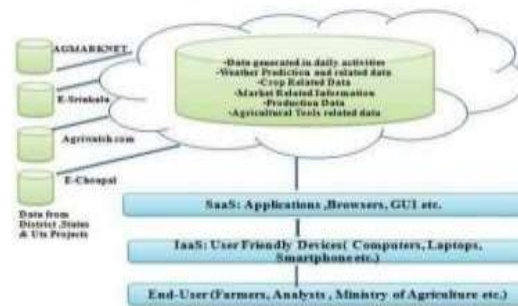 AGMARKNET
E-Srinkala
Agriwatch.com
E-Choupal
Data from
District ,States
& Uts Projects
-Data generated in daily activities
-Weather Prediction and related data
-Crop Related Data
-Market Related Information
-Production Data
-Agricultural Tools related data
SaaS: Applications ,Browsers, GUI etc.
IaaS: User Friendly Devices( Computers, Laptops,
Smartphone etc.)
End-User (Farmers, Analysts , Ministry of Agriculture etc.)